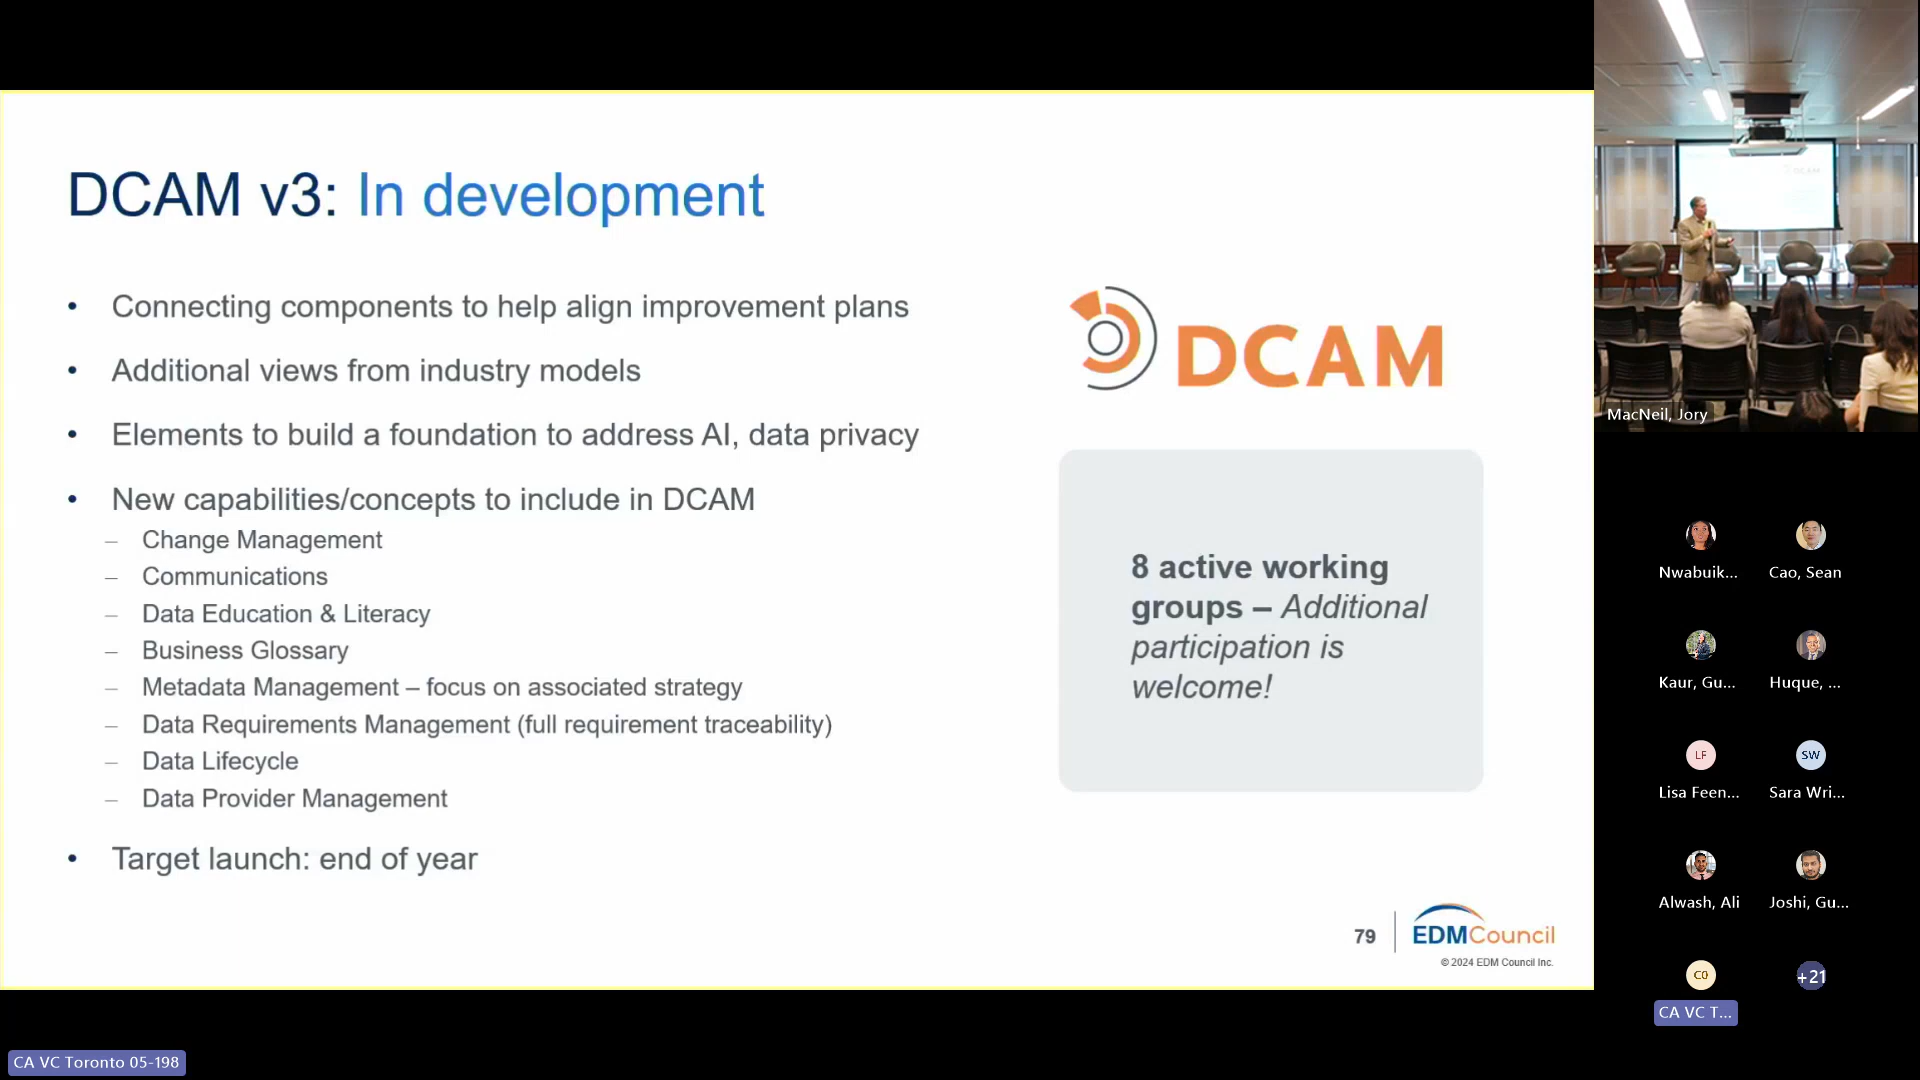 DCAM v3: In development
• Connecting components to help align improvement plans
• Additional views from industry models
• Elements to build a foundation to address AI, data privacy
• New capabilities/concepts to include in DCAM
– Change Management
– Communications
– Data Education & Literacy
– Business Glossary
– Metadata Management – focus on associated strategy
– Data Requirements Management (full requirement traceability)
– Data Lifecycle
– Data Provider Management
• Target launch: end of year
DCAM
8 active working
groups – Additional
participation is
welcome!
79
EDMCouncil
© 2024 EDM Council Inc.
CA VC Toronto 05-198
DCAM
MacNeil, Jory
Nwabuik...
Cao, Sean
Kaur, Gu...
Huque, ...
LF
SW
Lisa Feen...
Sara Wri...
Alwash, Ali
Joshi, Gu...
C0
+21
CA VC T...